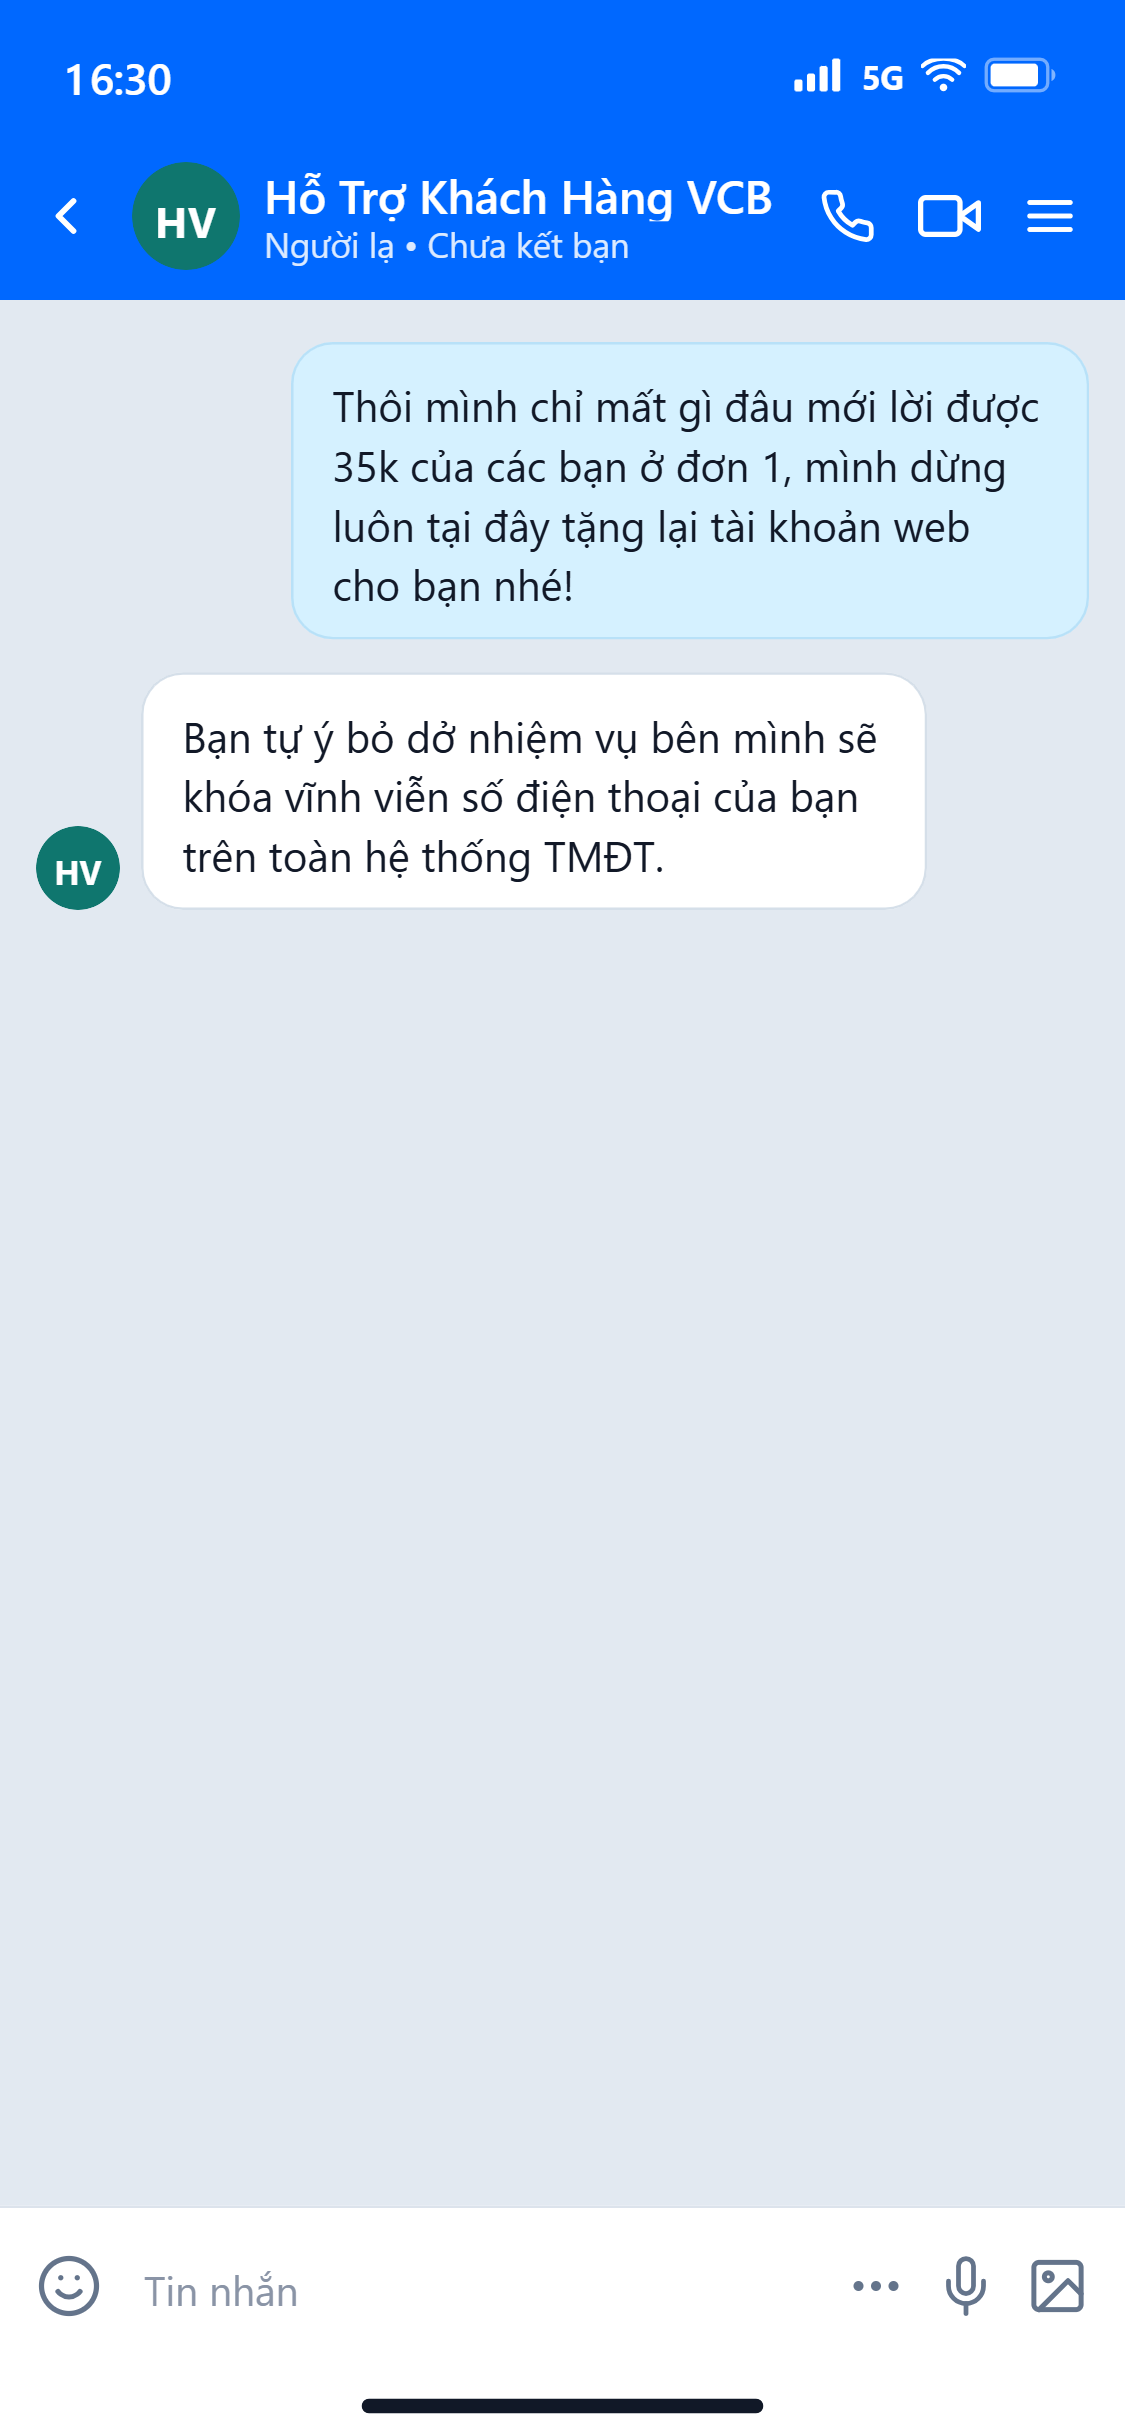 16:30
5G
HV
Hỗ Trợ Khách Hàng VCB
Người lạ • Chưa kết bạn
Thôi mình chỉ mất gì đâu mới lời được
35k của các bạn ở đơn 1, mình dừng
luôn tại đây tặng lại tài khoản web
cho bạn nhé!
Bạn tự ý bỏ dở nhiệm vụ bên mình sẽ
khóa vĩnh viễn số điện thoại của bạn
trên toàn hệ thống TMĐT.
HV
Tin nhắn